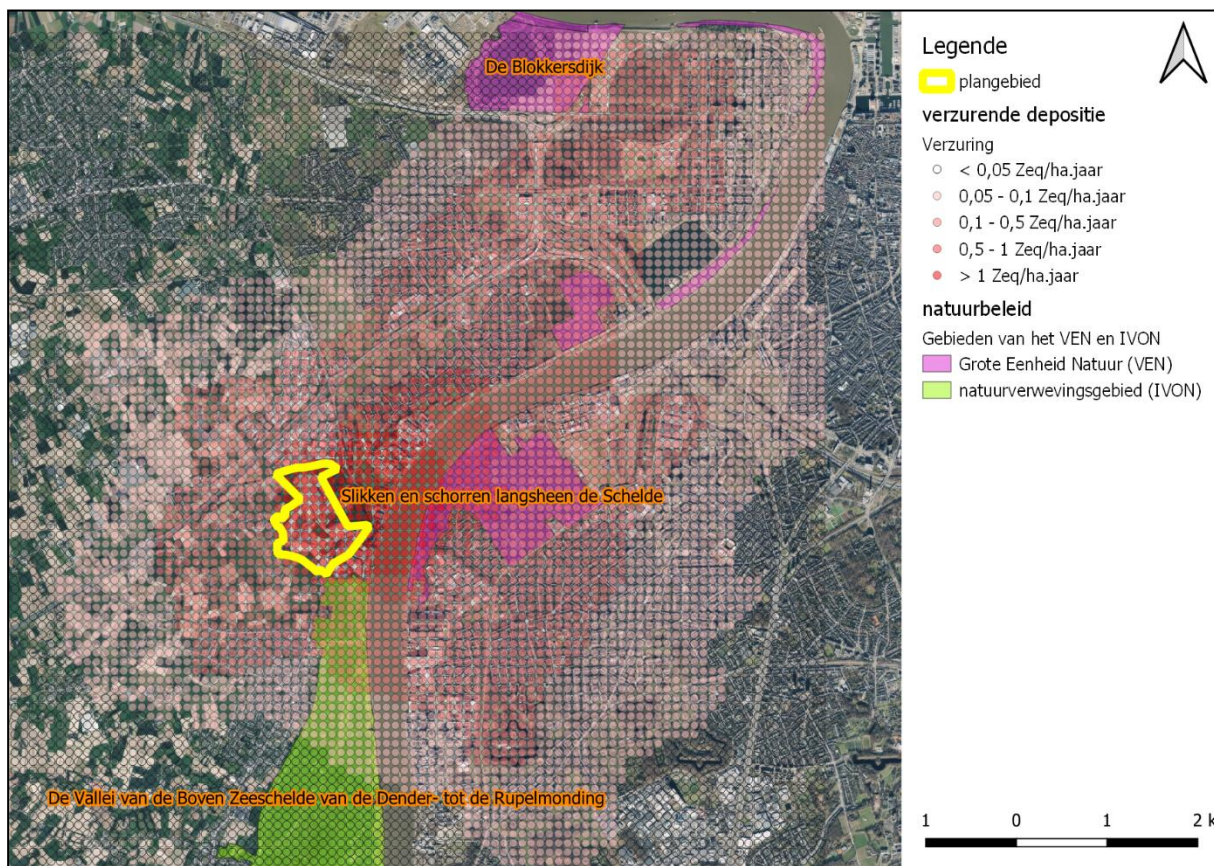 De Blokkersdijk
Slikken en schorren langsheen de Schelde
De Vallei van de Boven Zeeschelde van de Dender- tot de Rupelmonding
Legende
plangebied
verzurende depositie
Verzuring
< 0,05 Zeq/ha.jaar
0,05 - 0,1 Zeq/ha.jaar
0,1 - 0,5 Zeq/ha.jaar
0,5 - 1 Zeq/ha.jaar
> 1 Zeq/ha.jaar
natuurbeleid
Gebieden van het VEN en IVON
Grote Eenheid Natuur (VEN)
natuurverwevingsgebied (IVON)
1 0 1 2 k